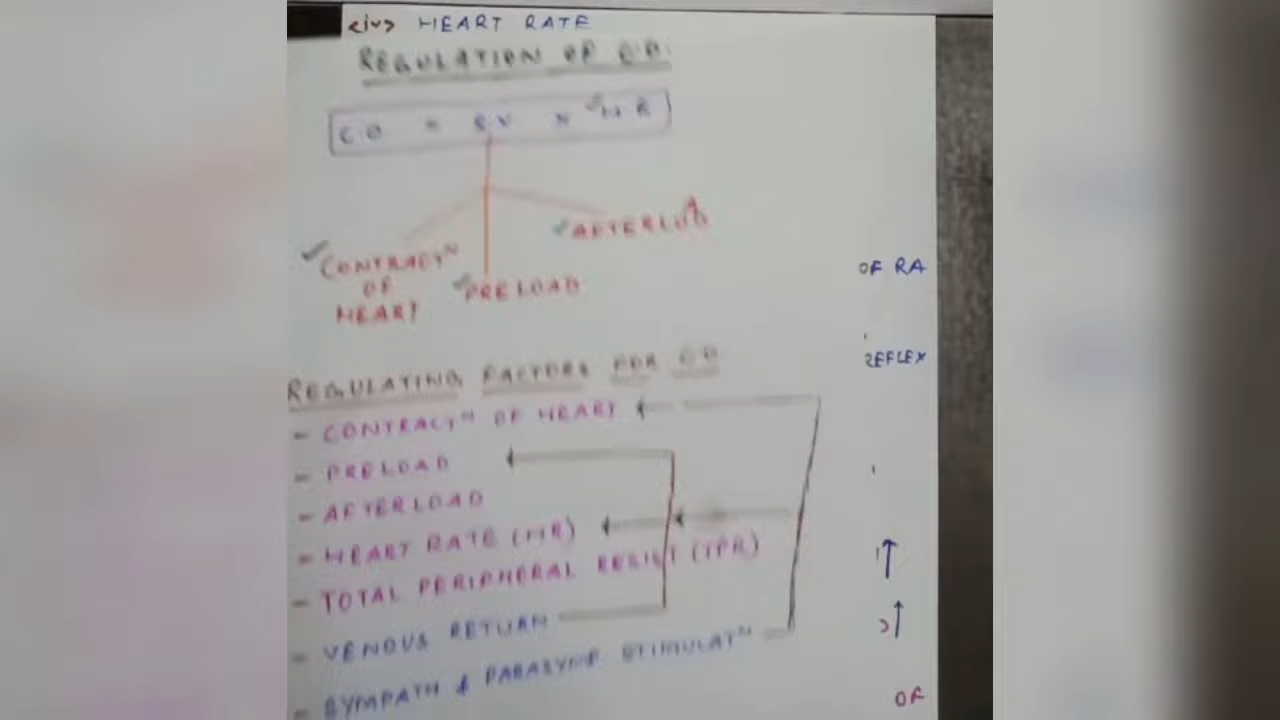 <iv> HEART RATE
REGULATION OF CO.
CO = SV x HR
AFTERLOAD
CONTRACTᴺ
OF
HEART
PRELOAD
OF RA
REFLEX
REGULATING FACTORS FOR CO
- CONTRACTᴺ OF HEART
- PRELOAD
- AFTERLOAD
- HEART RATE (HR)
- TOTAL PERIPHERAL RESIST (TPR)
- VENOUS RETURN
- SYMPATH & PARASYMP STIMULATᴺ
OF